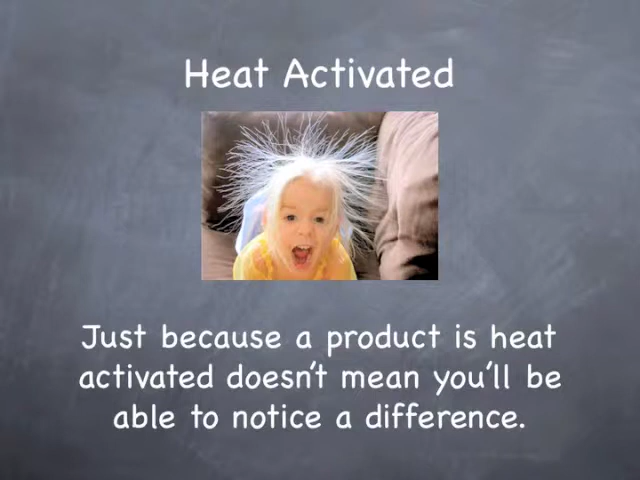 Heat Activated
Just because a product is heat
activated doesn't mean you'll be
able to notice a difference.